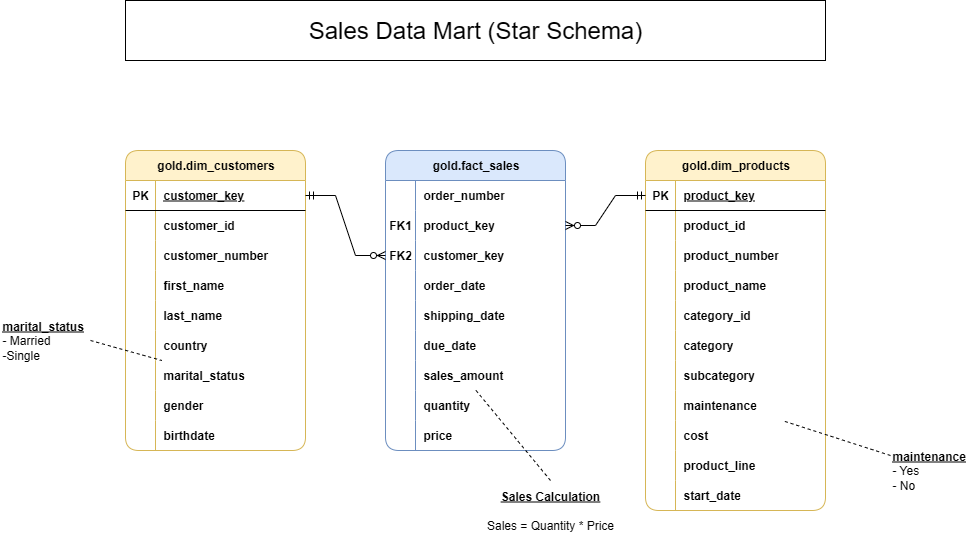 Sales Data Mart (Star Schema)
gold.dim_customers
PK customer_key
customer_id
customer_number
first_name
last_name
country
marital_status
gender
birthdate
marital_status
- Married
-Single
gold.fact_sales
order_number
FK1 product_key
FK2 customer_key
order_date
shipping_date
due_date
sales_amount
quantity
price
Sales Calculation
Sales = Quantity * Price
gold.dim_products
PK product_key
product_id
product_number
product_name
category_id
category
subcategory
maintenance
cost
product_line
start_date
maintenance
- Yes
- No